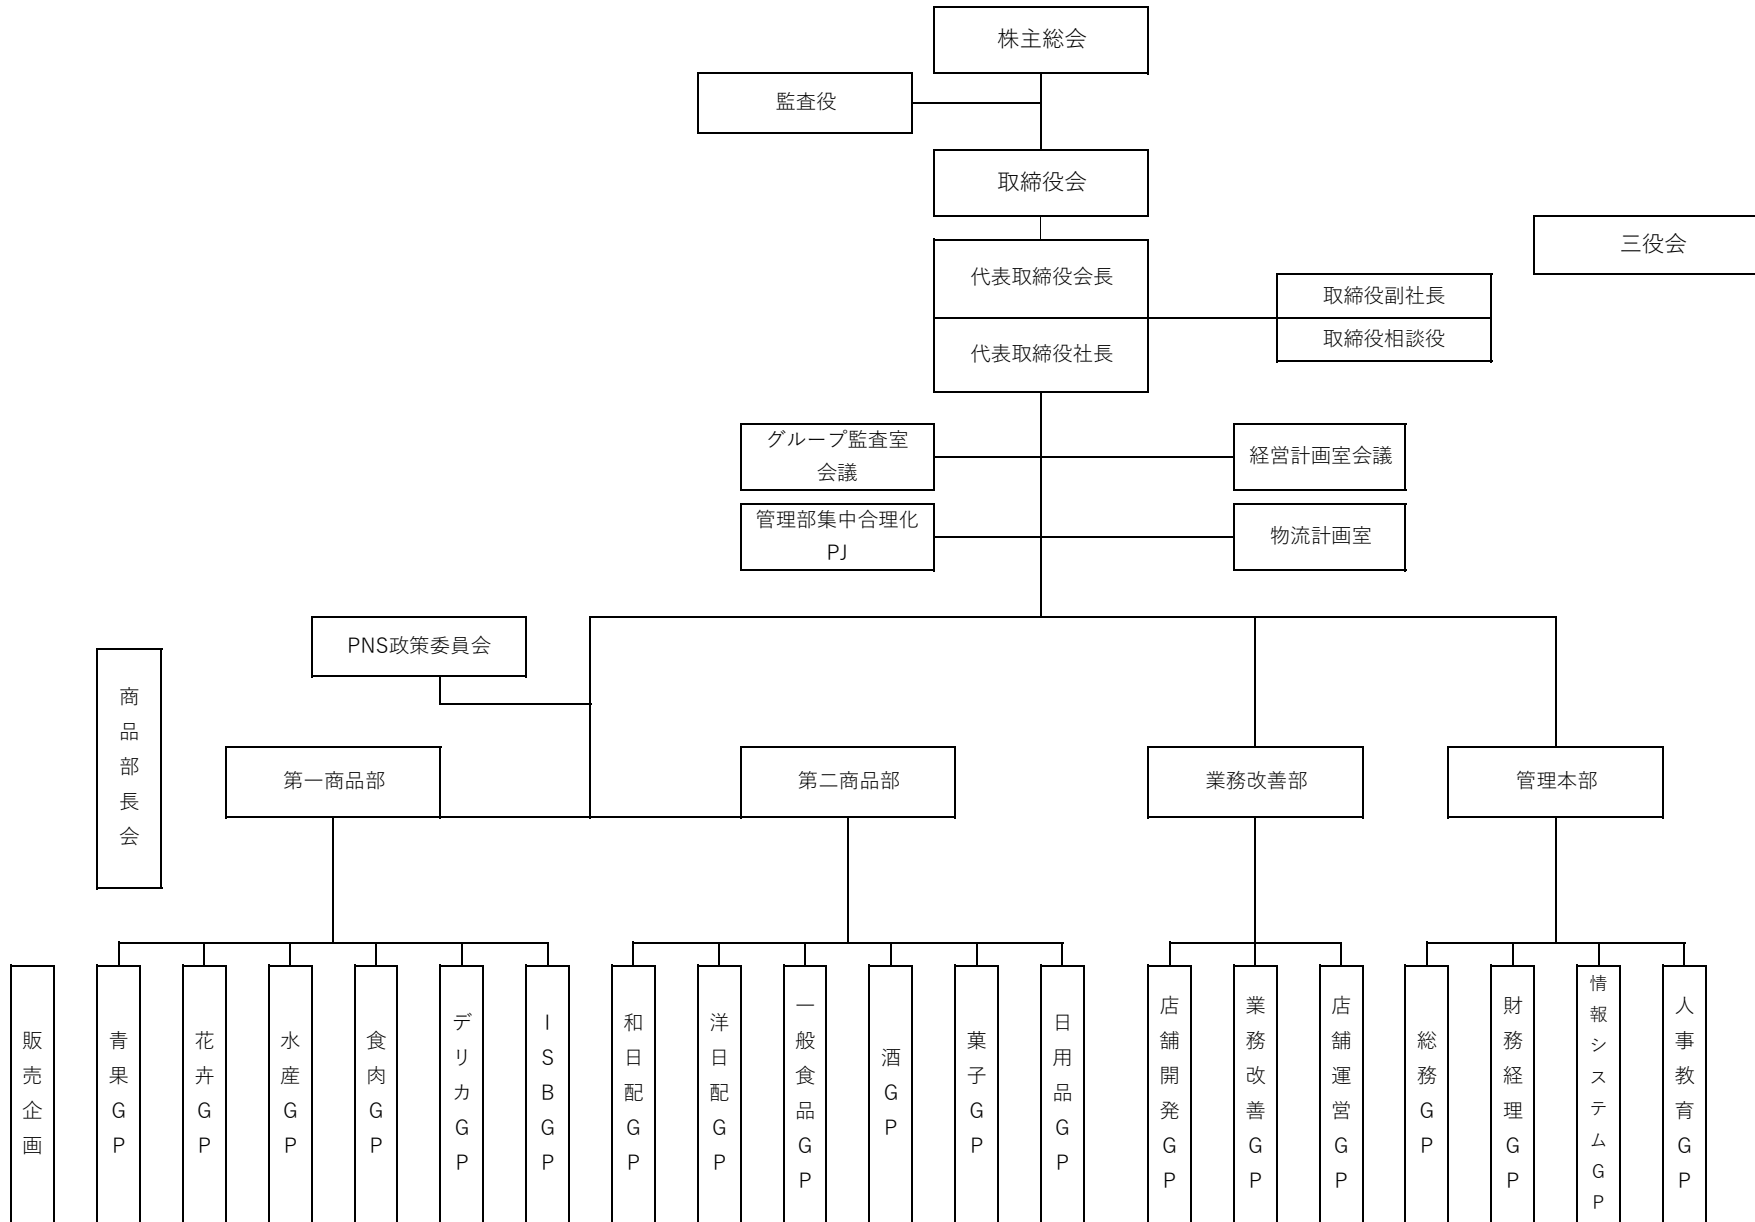 株主総会
監査役
取締役会
三役会
代表取締役会長
取締役副社長
取締役相談役
代表取締役社長
グループ監査室
会議
経営計画室会議
管理部集中合理化
PJ
物流計画室
PNS政策委員会
商品部長会
第一商品部
第二商品部
業務改善部
管理本部
販売企画
青果GP
花卉GP
水産GP
食肉GP
デリカGP
ISBGP
和日配GP
洋日配GP
一般食品GP
酒GP
菓子GP
日用品GP
店舗開発GP
業務改善GP
店舗運営GP
総務GP
財務経理GP
情報システムGP
人事教育GP